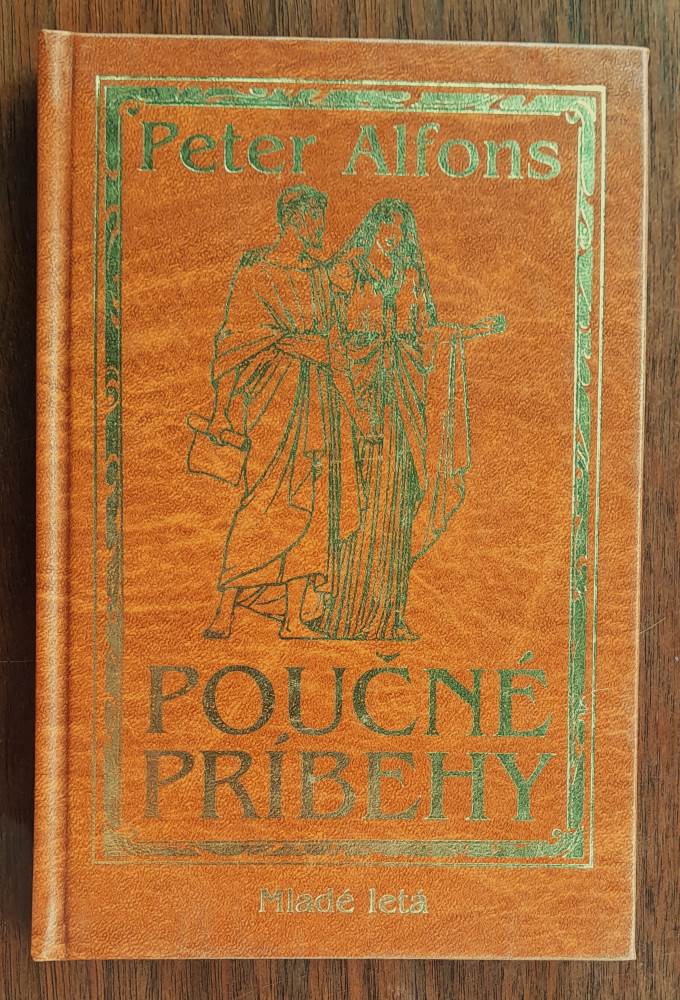 Peter Alfons
POUČNÉ
PRÍBEHY
Mladé letá